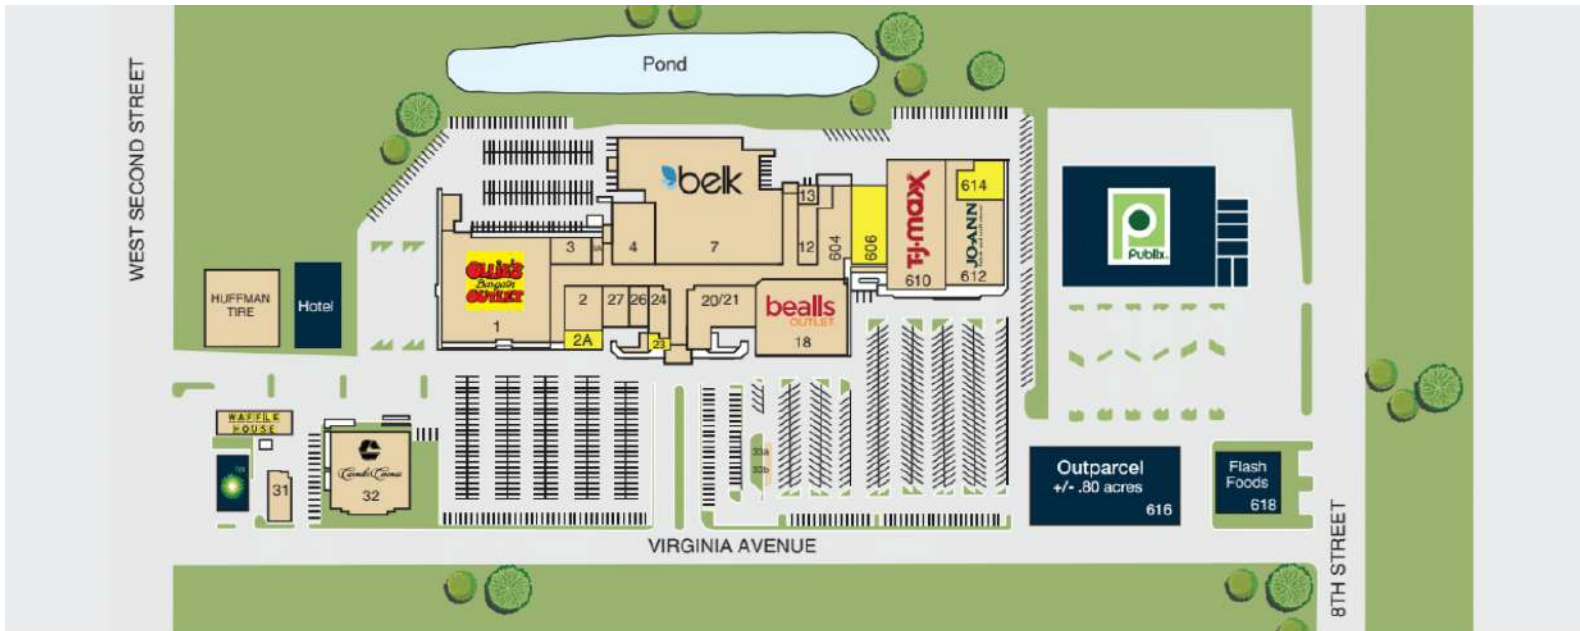 Pond
WEST SECOND STREET
belk
13
614
T·J·maxx
JO-ANN
Publix
3
4
7
12
604
606
610
612
HUFFMAN
TIRE
Hotel
OLLIE'S
Bargain
OUTLET
1
2
27
26
24
20/21
bealls
OUTLET
18
2A
23
WAFFLE
HOUSE
31
32
33a
33b
Outparcel
+/- .80 acres
616
Flash
Foods
618
VIRGINIA AVENUE
8TH STREET